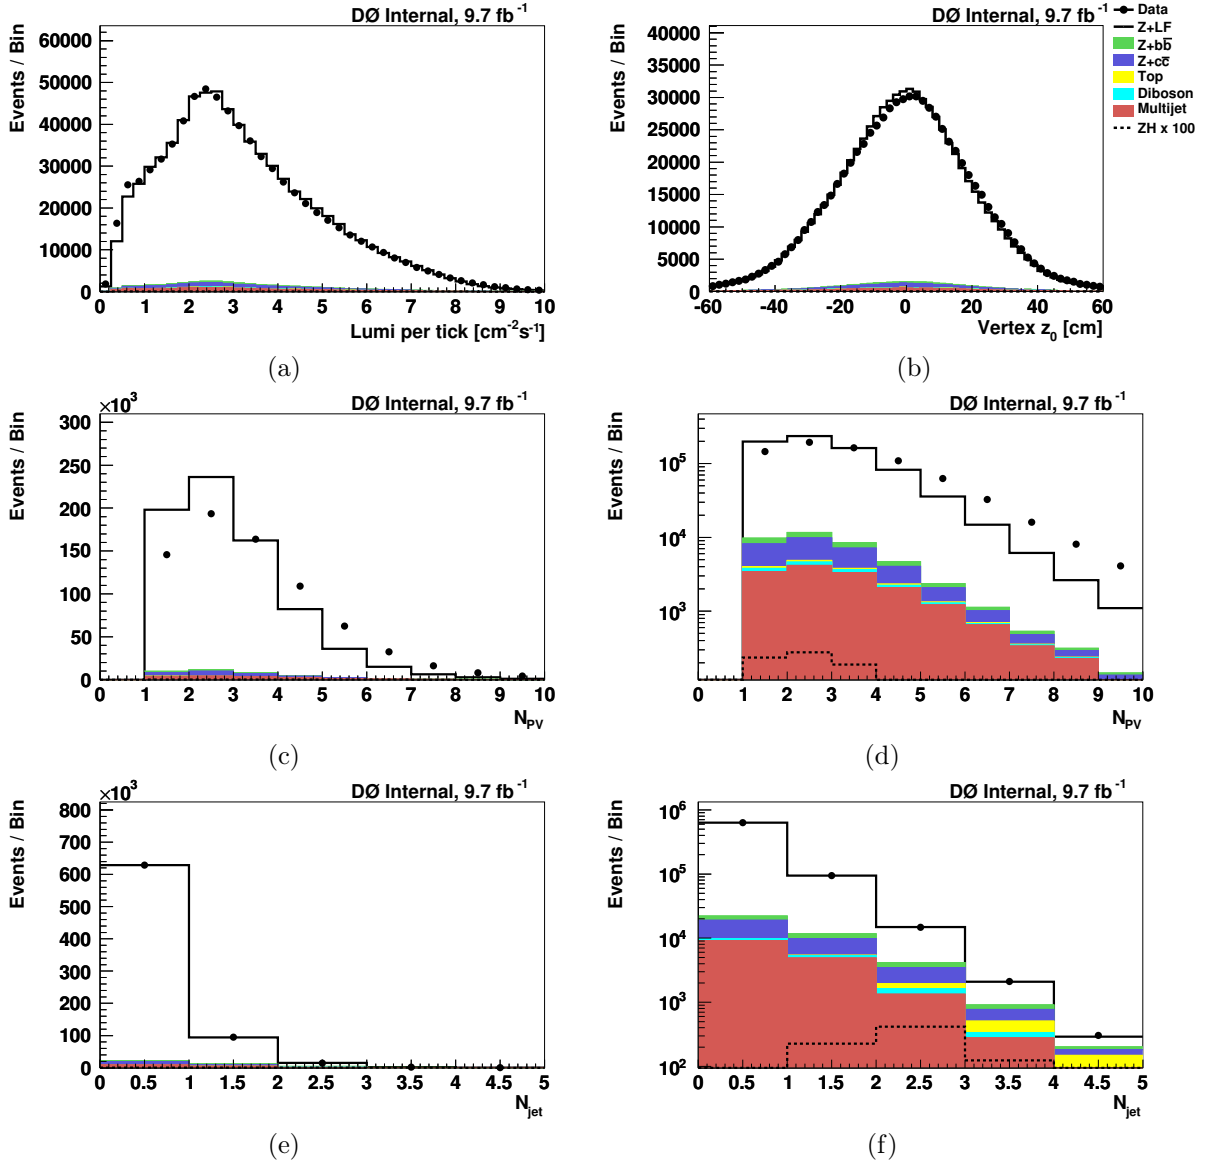 DØ Internal, 9.7 fb⁻¹
Events / Bin
60000
50000
40000
30000
20000
10000
0
0 1 2 3 4 5 6 7 8 9 10
Lumi per tick [cm⁻²s⁻¹]
(a)
DØ Internal, 9.7 fb⁻¹
Events / Bin
40000
35000
30000
25000
20000
15000
10000
5000
0
-60 -40 -20 0 20 40 60
Vertex z₀ [cm]
(b)
Data
Z+LF
Z+bb̅
Z+cc̅
Top
Diboson
Multijet
ZH x 100
×10³
DØ Internal, 9.7 fb⁻¹
Events / Bin
300
250
200
150
100
50
0
0 1 2 3 4 5 6 7 8 9 10
N_PV
(c)
DØ Internal, 9.7 fb⁻¹
Events / Bin
10⁵
10⁴
10³
0 1 2 3 4 5 6 7 8 9 10
N_PV
(d)
×10³
DØ Internal, 9.7 fb⁻¹
Events / Bin
800
700
600
500
400
300
200
100
0
0 0.5 1 1.5 2 2.5 3 3.5 4 4.5 5
N_jet
(e)
DØ Internal, 9.7 fb⁻¹
Events / Bin
10⁶
10⁵
10⁴
10³
10²
0 0.5 1 1.5 2 2.5 3 3.5 4 4.5 5
N_jet
(f)